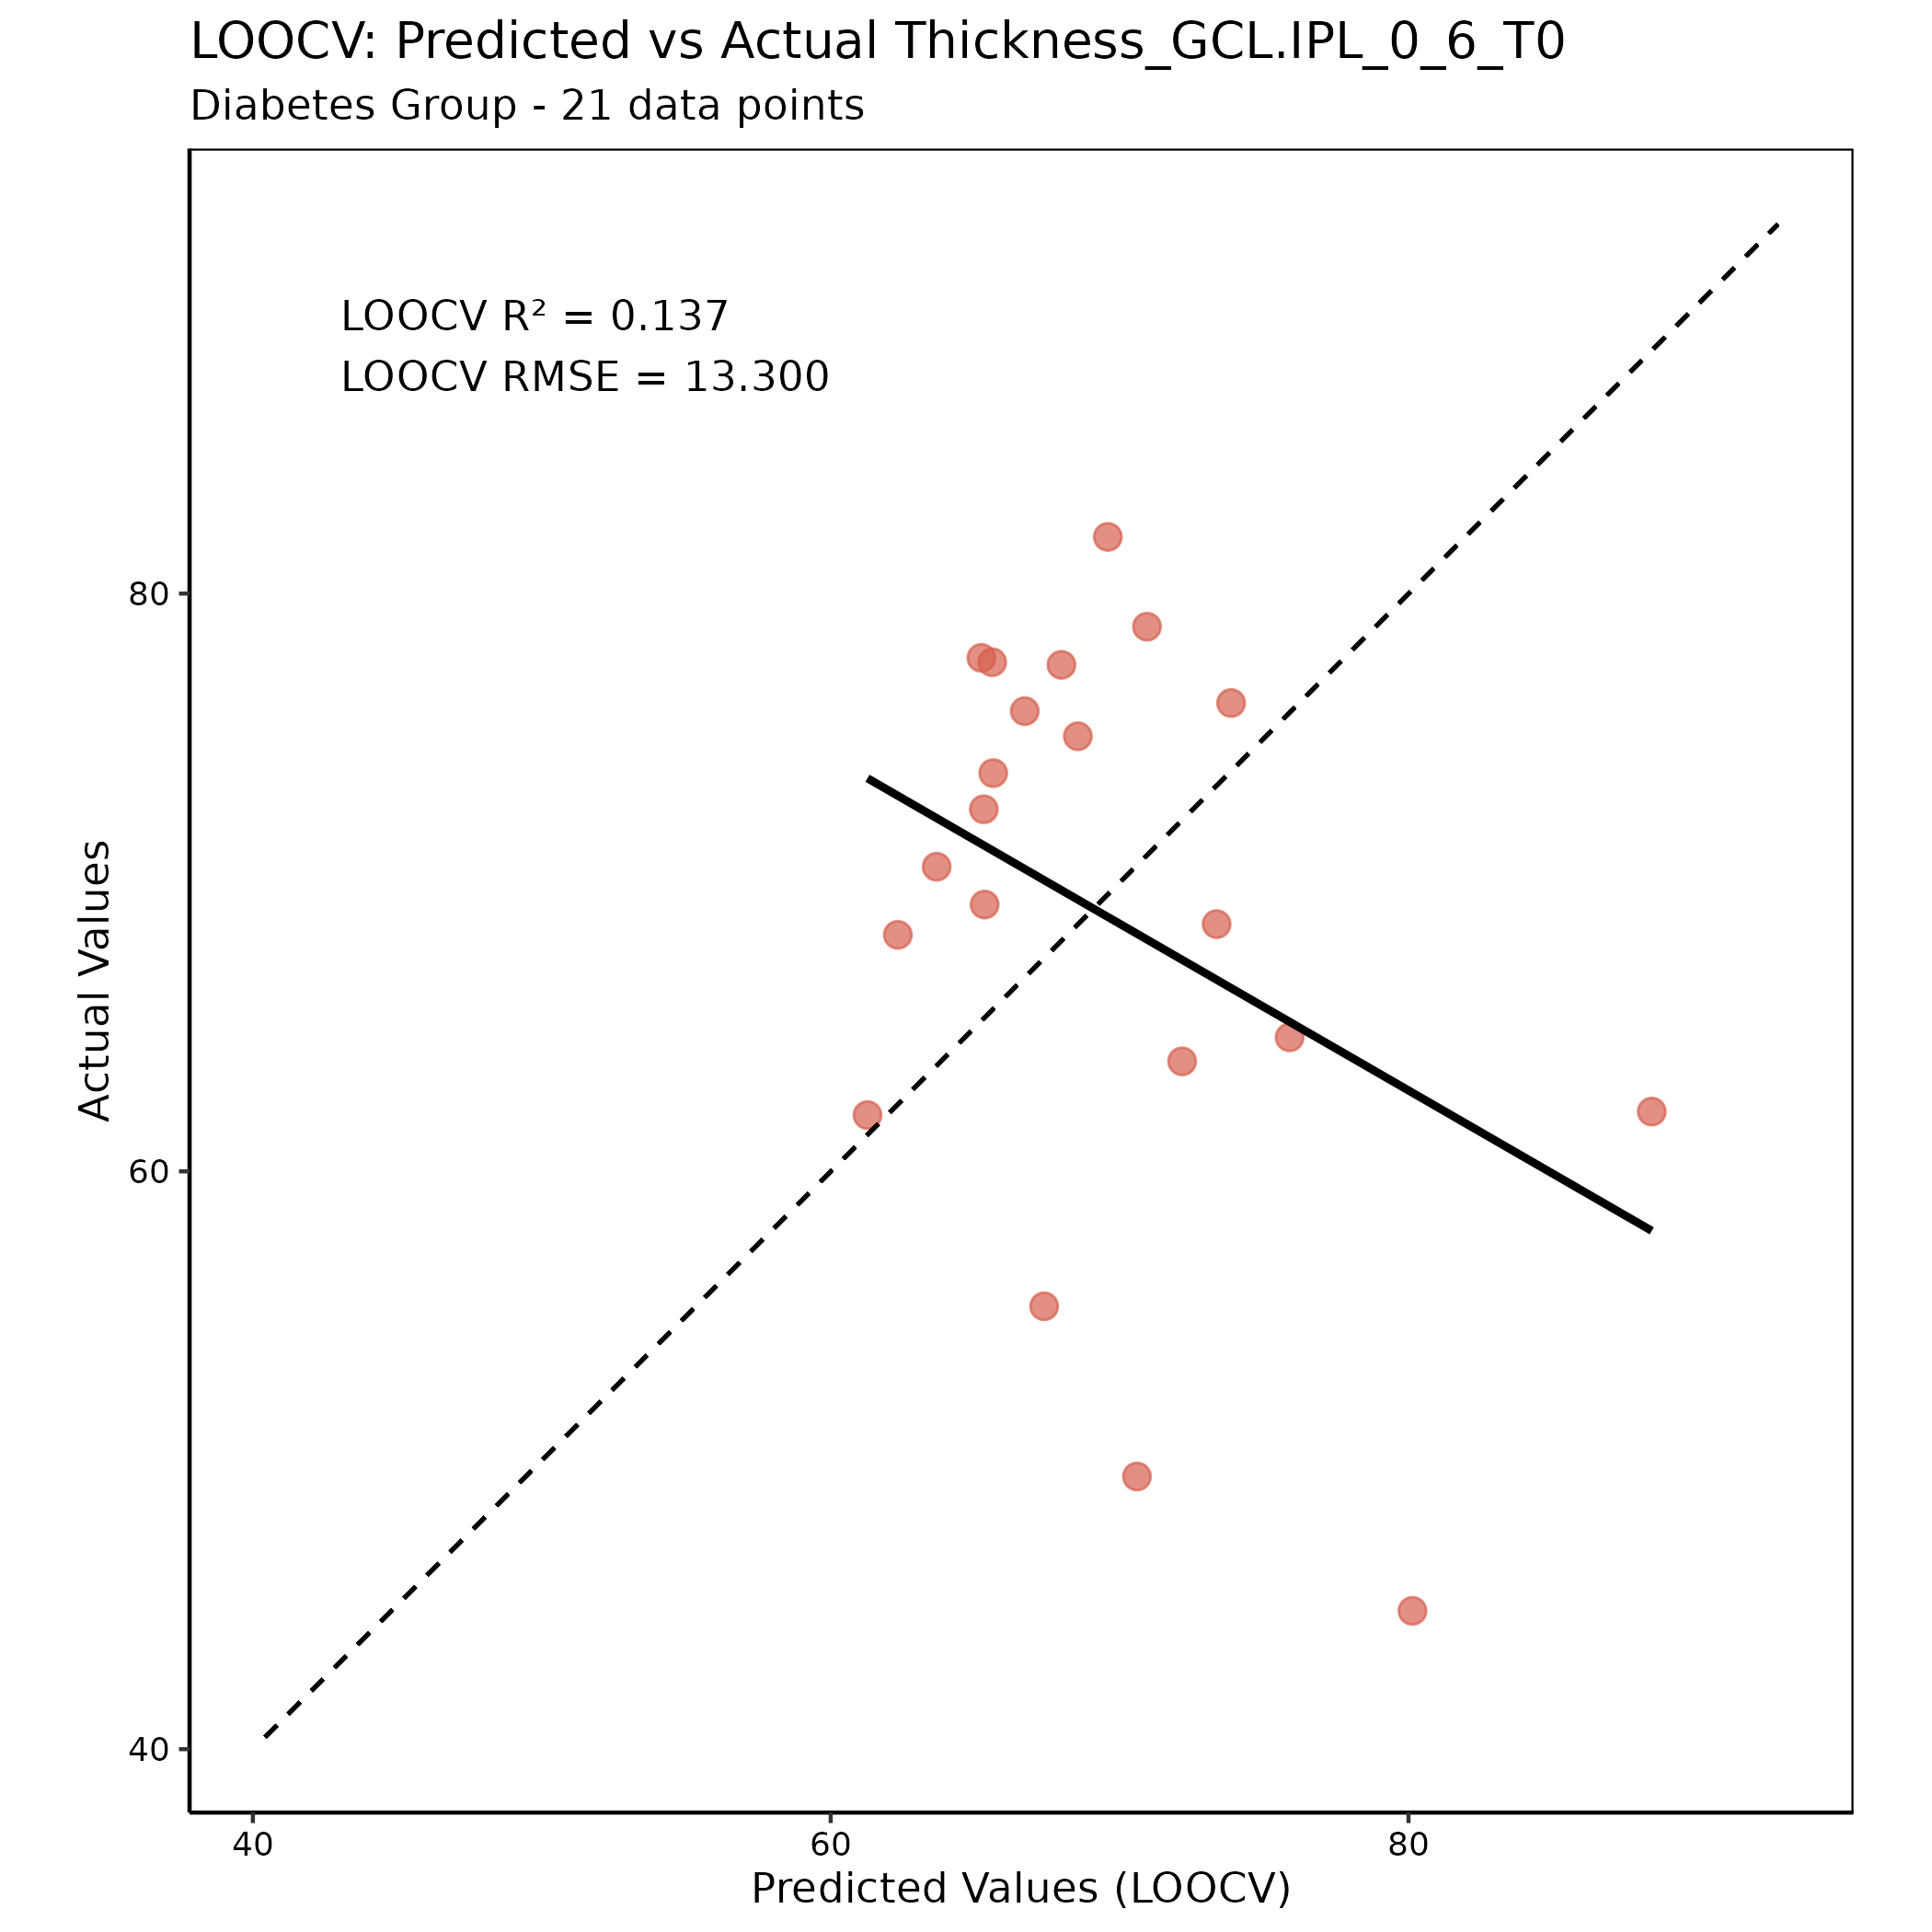 LOOCV: Predicted vs Actual Thickness_GCL.IPL_0_6_T0
Diabetes Group - 21 data points
LOOCV R² = 0.137
LOOCV RMSE = 13.300
80
60
40
Actual Values
40 60 80
Predicted Values (LOOCV)